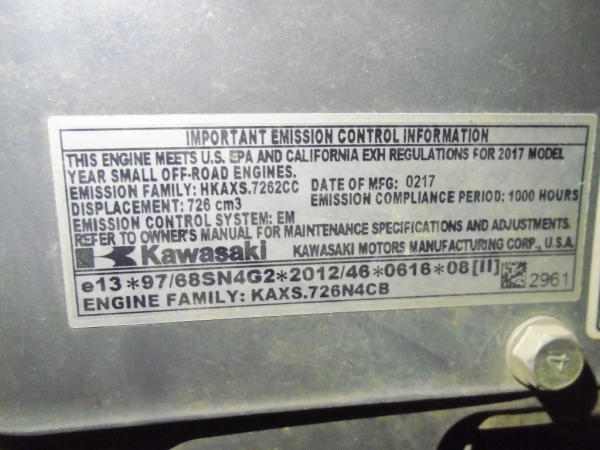 IMPORTANT EMISSION CONTROL INFORMATION
THIS ENGINE MEETS U.S. EPA AND CALIFORNIA EXH REGULATIONS FOR 2017 MODEL
YEAR SMALL OFF-ROAD ENGINES.
EMISSION FAMILY: HKAXS.7262CC DATE OF MFG: 0217
DISPLACEMENT: 726 cm3 EMISSION COMPLIANCE PERIOD: 1000 HOURS
EMISSION CONTROL SYSTEM: EM
REFER TO OWNER'S MANUAL FOR MAINTENANCE SPECIFICATIONS AND ADJUSTMENTS.
Kawasaki KAWASAKI MOTORS MANUFACTURING CORP., U.S.A.
e13*97/68SN4G2*2012/46*0616*08[II] 2961
ENGINE FAMILY: KAXS.726N4CB
4